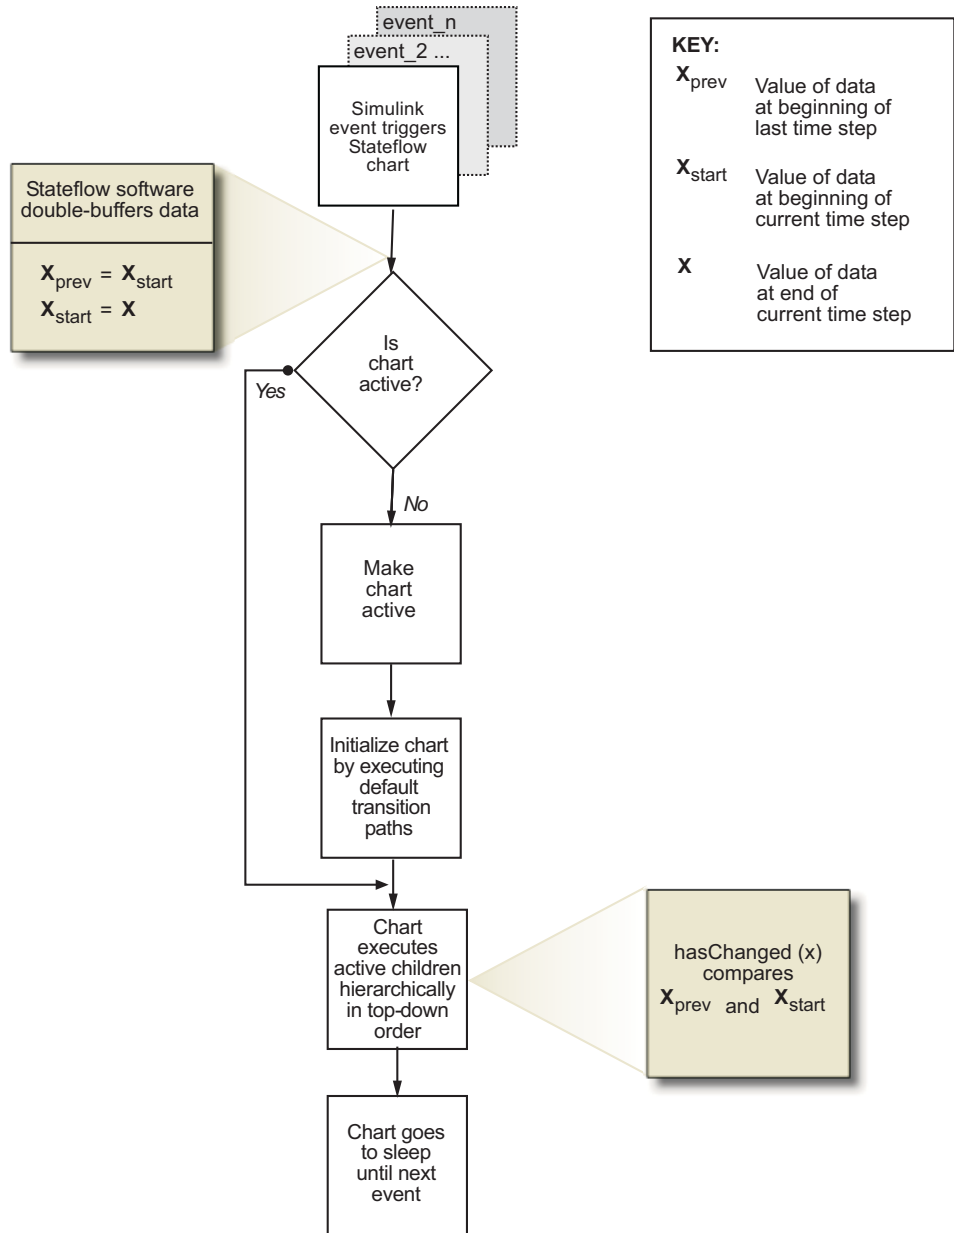 event_n
event_2 ...
Simulink
event triggers
Stateflow
chart
KEY:
Xprev Value of data
at beginning of
last time step
Xstart Value of data
at beginning of
current time step
X Value of data
at end of
current time step
Stateflow software
double-buffers data
Xprev = Xstart
Xstart = X
Is
chart
active?
Yes
No
Make
chart
active
Initialize chart
by executing
default
transition
paths
Chart
executes
active children
hierarchically
in top-down
order
hasChanged (x)
compares
Xprev and Xstart
Chart goes
to sleep
until next
event